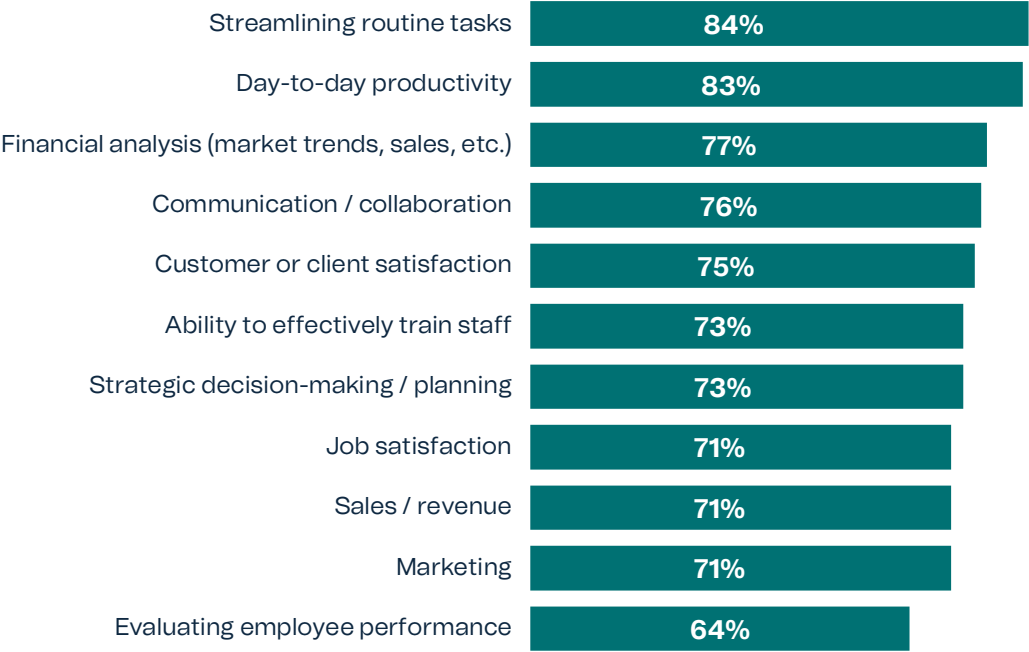 Streamlining routine tasks 84%
Day-to-day productivity 83%
Financial analysis (market trends, sales, etc.) 77%
Communication / collaboration 76%
Customer or client satisfaction 75%
Ability to effectively train staff 73%
Strategic decision-making / planning 73%
Job satisfaction 71%
Sales / revenue 71%
Marketing 71%
Evaluating employee performance 64%